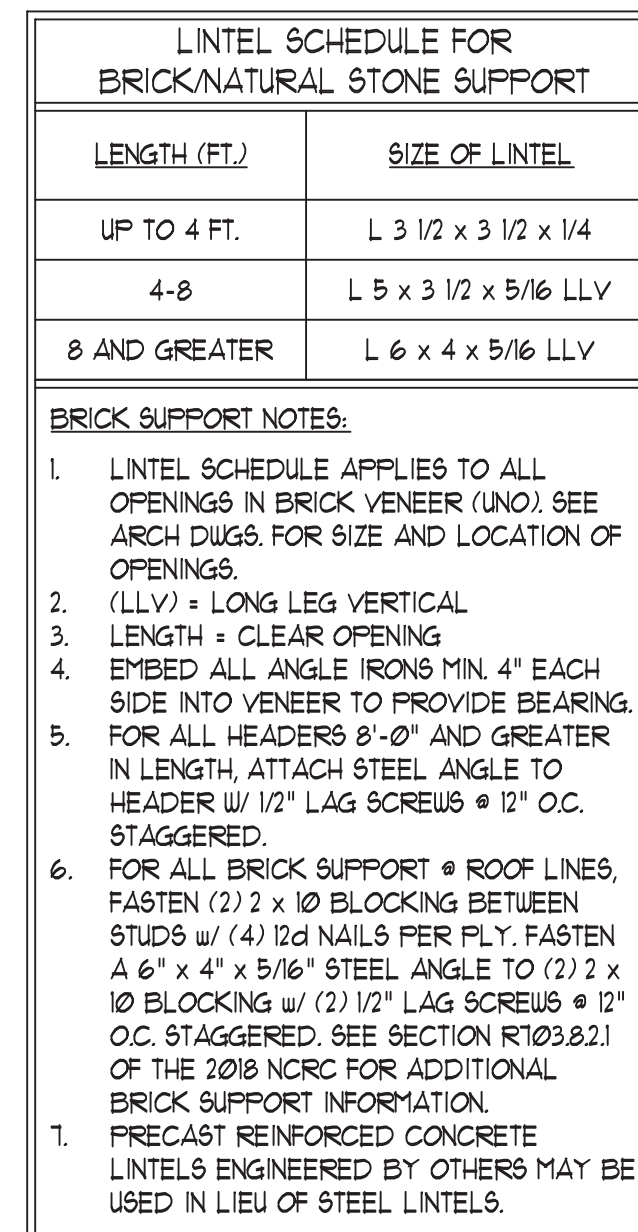 LINTEL SCHEDULE FOR
BRICK/NATURAL STONE SUPPORT
LENGTH (FT.) SIZE OF LINTEL
UP TO 4 FT. L 3 1/2 x 3 1/2 x 1/4
4-8 L 5 x 3 1/2 x 5/16 LLV
8 AND GREATER L 6 x 4 x 5/16 LLV
BRICK SUPPORT NOTES:
1. LINTEL SCHEDULE APPLIES TO ALL
OPENINGS IN BRICK VENEER (UNO). SEE
ARCH DWGS. FOR SIZE AND LOCATION OF
OPENINGS.
2. (LLV) = LONG LEG VERTICAL
3. LENGTH = CLEAR OPENING
4. EMBED ALL ANGLE IRONS MIN. 4" EACH
SIDE INTO VENEER TO PROVIDE BEARING.
5. FOR ALL HEADERS 8'-0" AND GREATER
IN LENGTH, ATTACH STEEL ANGLE TO
HEADER W/ 1/2" LAG SCREWS @ 12" O.C.
STAGGERED.
6. FOR ALL BRICK SUPPORT @ ROOF LINES,
FASTEN (2) 2 x 10 BLOCKING BETWEEN
STUDS w/ (4) 12d NAILS PER PLY. FASTEN
A 6" x 4" x 5/16" STEEL ANGLE TO (2) 2 x
10 BLOCKING w/ (2) 1/2" LAG SCREWS @ 12"
O.C. STAGGERED. SEE SECTION R703.8.2.1
OF THE 2018 NCRC FOR ADDITIONAL
BRICK SUPPORT INFORMATION.
7. PRECAST REINFORCED CONCRETE
LINTELS ENGINEERED BY OTHERS MAY BE
USED IN LIEU OF STEEL LINTELS.